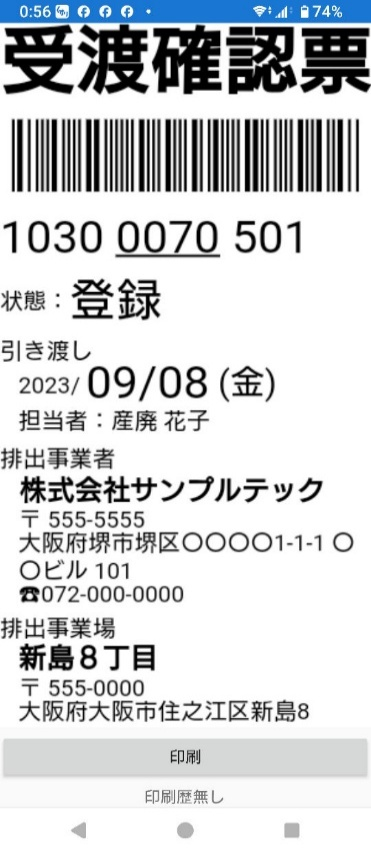 0:56
74%
受渡確認票
1030 0070 501
状態：登録
引き渡し
2023/ 09/08 (金)
担当者：産廃 花子
排出事業者
株式会社サンプルテック
〒 555-5555
大阪府堺市堺区〇〇〇〇1-1-1 〇
〇ビル 101
☎072-000-0000
排出事業場
新島８丁目
〒 555-0000
大阪府大阪市住之江区新島8
印刷
印刷歴無し